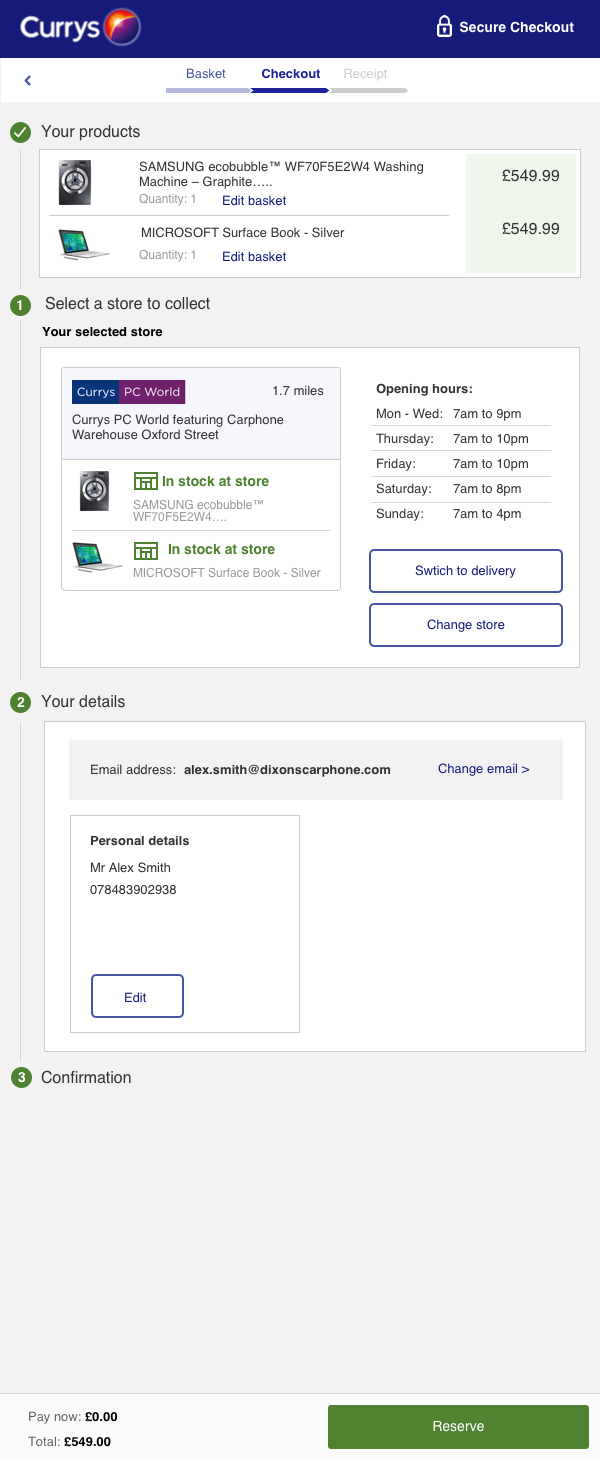 Currys
Secure Checkout
Basket
Checkout
Receipt
Your products
SAMSUNG ecobubble™ WF70F5E2W4 Washing
Machine – Graphite…..
£549.99
Quantity: 1
Edit basket
MICROSOFT Surface Book - Silver
£549.99
Quantity: 1
Edit basket
1
Select a store to collect
Your selected store
Currys PC World
1.7 miles
Currys PC World featuring Carphone
Warehouse Oxford Street
In stock at store
SAMSUNG ecobubble™
WF70F5E2W4….
In stock at store
MICROSOFT Surface Book - Silver
Opening hours:
Mon - Wed: 7am to 9pm
Thursday: 7am to 10pm
Friday: 7am to 10pm
Saturday: 7am to 8pm
Sunday: 7am to 4pm
Swtich to delivery
Change store
2
Your details
Email address: alex.smith@dixonscarphone.com
Change email >
Personal details
Mr Alex Smith
078483902938
Edit
3
Confirmation
Pay now: £0.00
Total: £549.00
Reserve